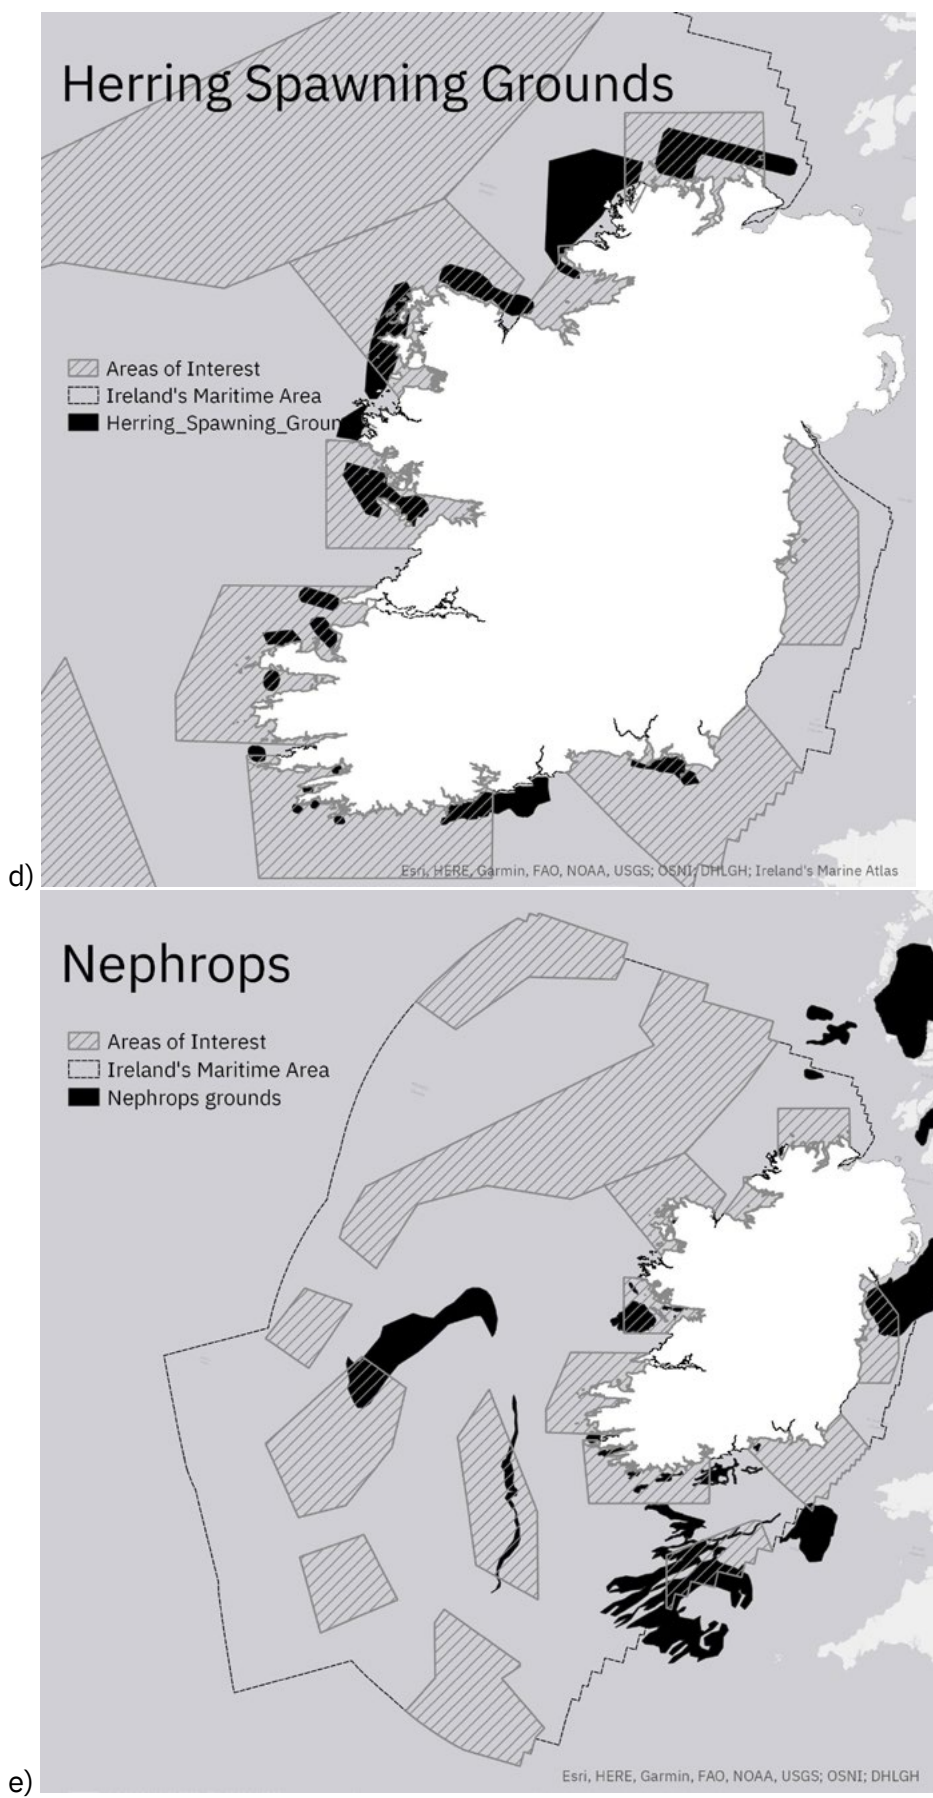 Herring Spawning Grounds
Areas of Interest
Ireland's Maritime Area
Herring_Spawning_Groun
Esri, HERE, Garmin, FAO, NOAA, USGS; OSNI; DHLGH; Ireland's Marine Atlas
d)
Nephrops
Areas of Interest
Ireland's Maritime Area
Nephrops grounds
Esri, HERE, Garmin, FAO, NOAA, USGS; OSNI; DHLGH
e)